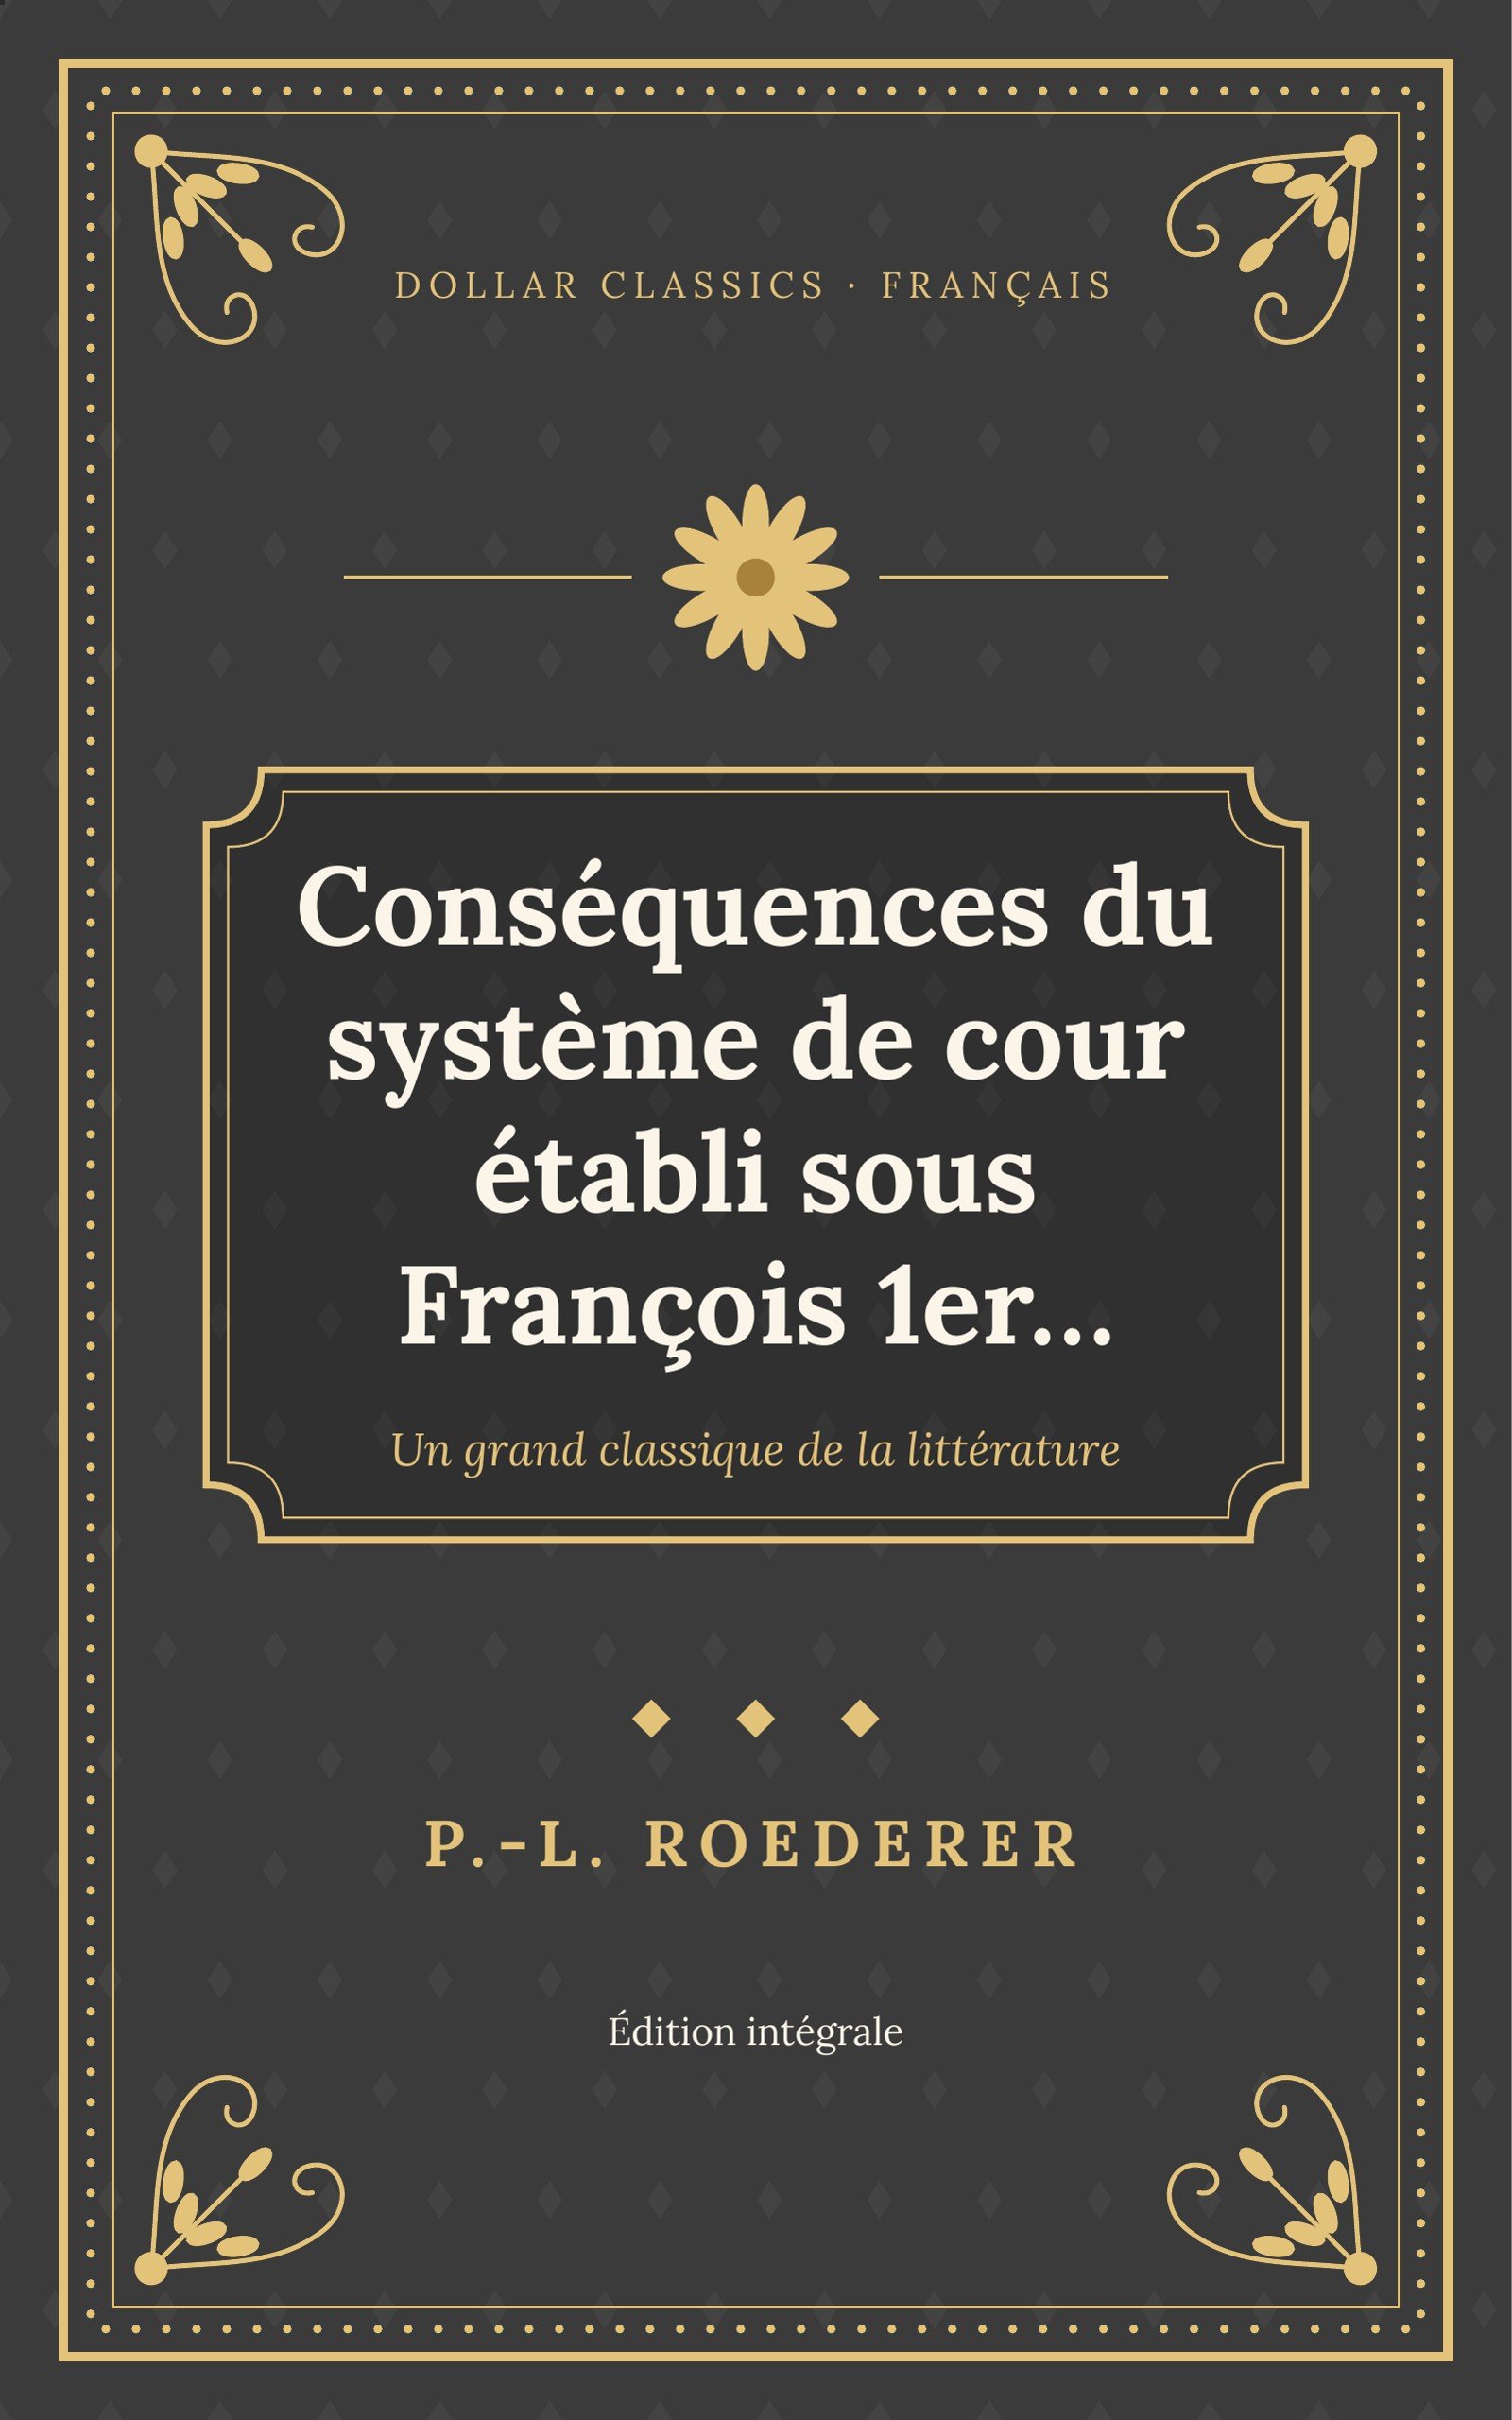 DOLLAR CLASSICS · FRANÇAIS
Conséquences du
système de cour
établi sous
François 1er...
Un grand classique de la littérature
P.-L. ROEDERER
Édition intégrale